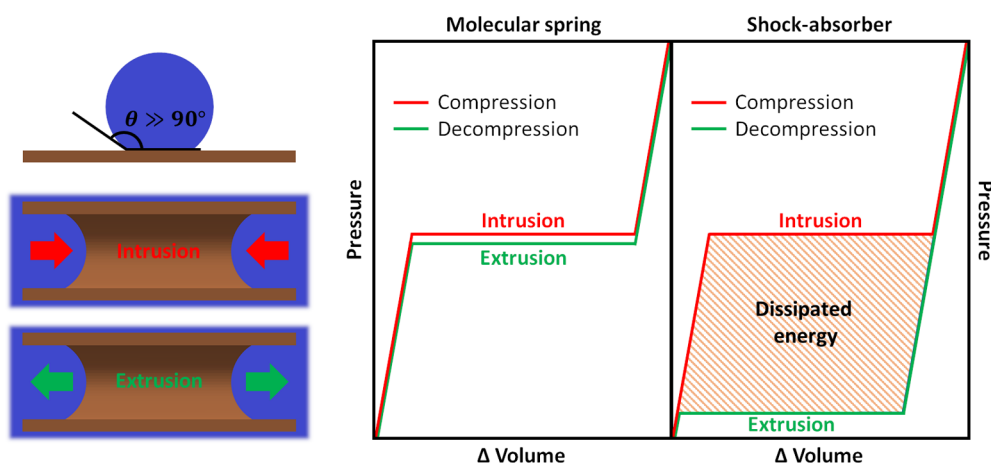 θ ≫ 90°
Intrusion
Extrusion
Molecular spring
Shock-absorber
Compression
Decompression
Intrusion
Extrusion
Pressure
Δ Volume
Compression
Decompression
Intrusion
Dissipated
energy
Extrusion
Pressure
Δ Volume